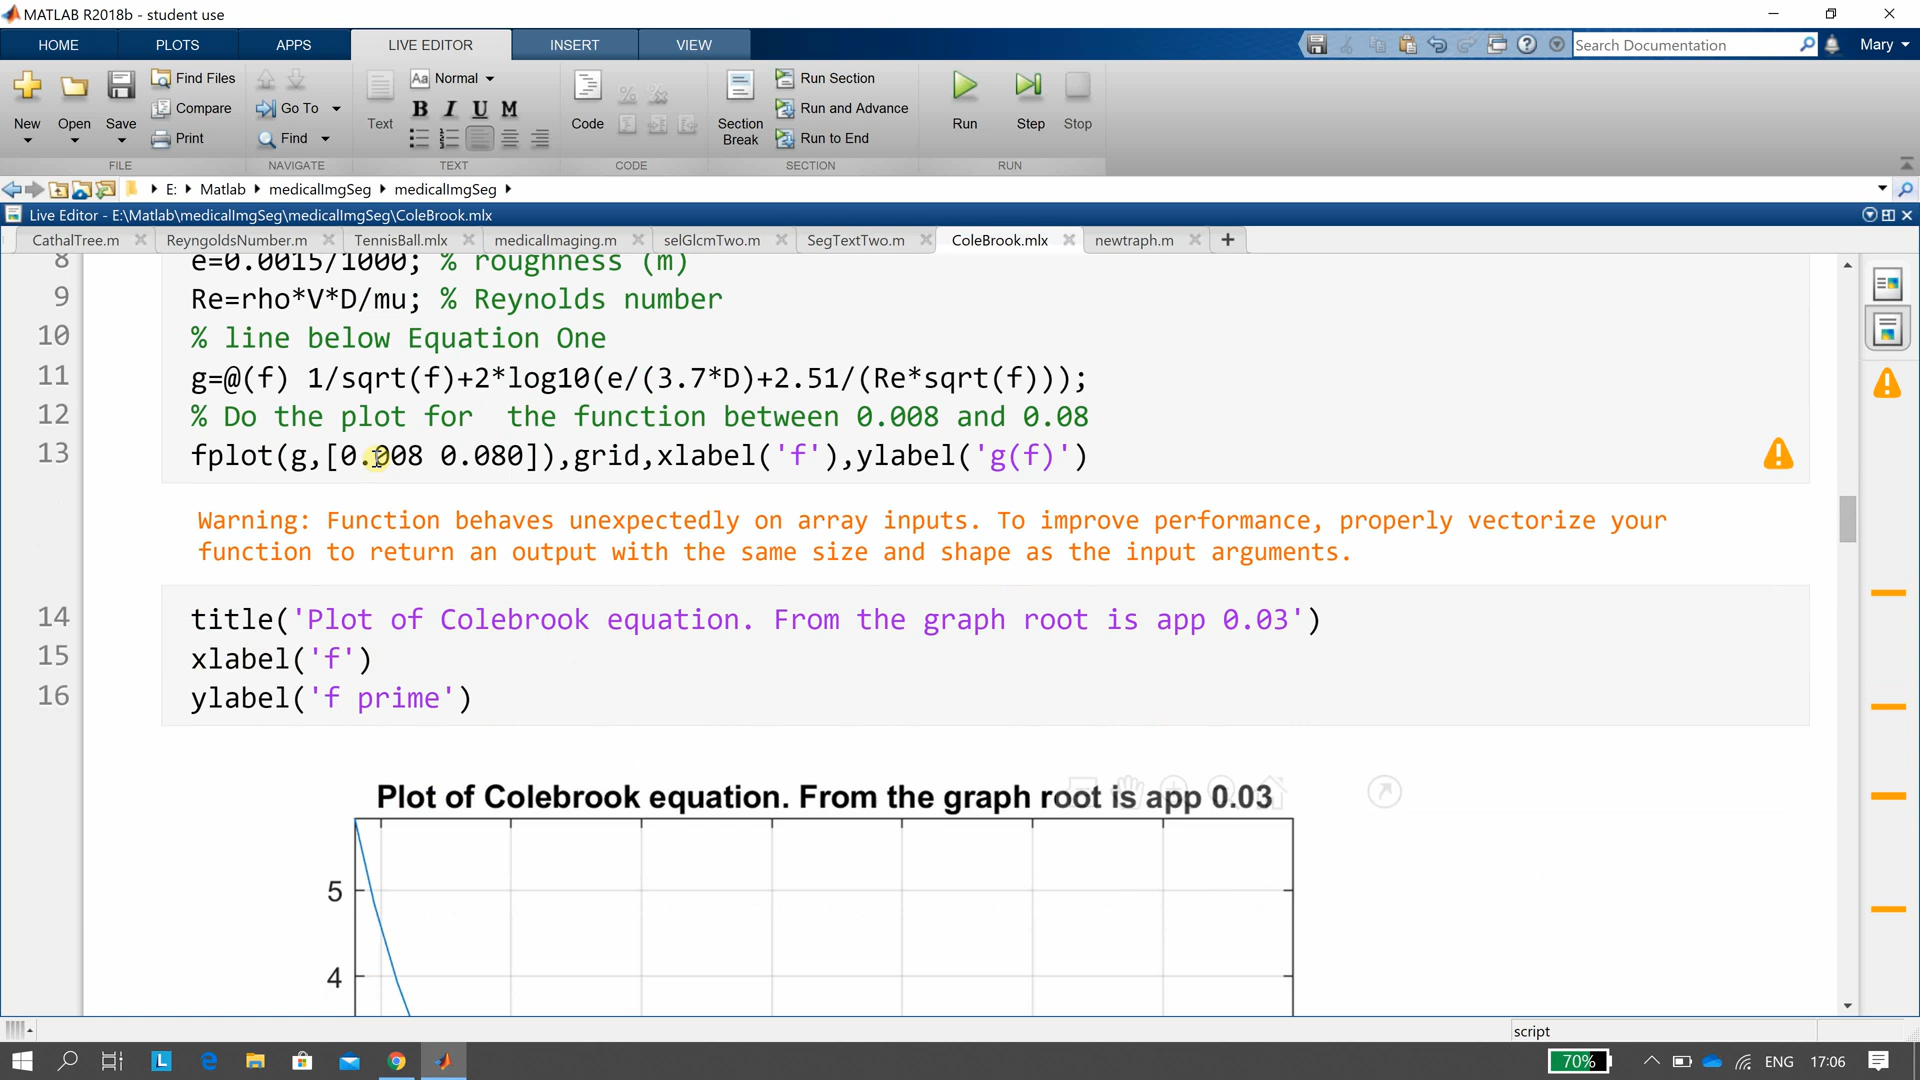 MATLAB R2018b - student use
HOME PLOTS APPS LIVE EDITOR INSERT VIEW
Search Documentation
Mary
New Open Save
Find Files
Compare
Print
FILE
Go To
Find
NAVIGATE
Text
Aa Normal
B I U M
TEXT
Code
CODE
Section Break
Run Section
Run and Advance
Run to End
SECTION
Run Step Stop
RUN
E: Matlab medicalImgSeg medicalImgSeg
Live Editor - E:\Matlab\medicalImgSeg\medicalImgSeg\ColeBrook.mlx
CathalTree.m ReyngoldsNumber.m TennisBall.mlx medicalImaging.m selGlcmTwo.m SegTextTwo.m ColeBrook.mlx newtraph.m +
8 e=0.0015/1000; % roughness (m)
9 Re=rho*V*D/mu; % Reynolds number
10 % line below Equation One
11 g=@(f) 1/sqrt(f)+2*log10(e/(3.7*D)+2.51/(Re*sqrt(f)));
12 % Do the plot for  the function between 0.008 and 0.08
13 fplot(g,[0.008 0.080]),grid,xlabel('f'),ylabel('g(f)')
Warning: Function behaves unexpectedly on array inputs. To improve performance, properly vectorize your
function to return an output with the same size and shape as the input arguments.
14 title('Plot of Colebrook equation. From the graph root is app 0.03')
15 xlabel('f')
16 ylabel('f prime')
Plot of Colebrook equation. From the graph root is app 0.03
5
4
script
70% ENG 17:06